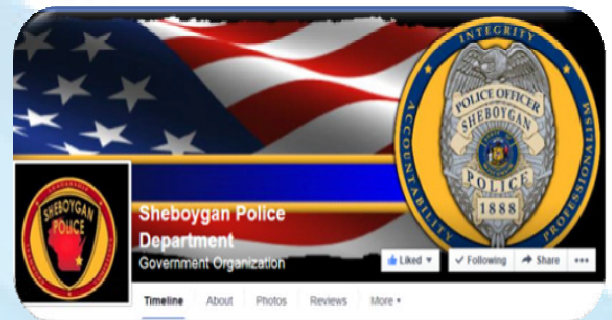 INTEGRITY
ACCOUNTABILITY
PROFESSIONALISM
POLICE OFFICER
SHEBOYGAN
POLICE
1888
SHEBOYGAN
POLICE
Sheboygan Police
Department
Government Organization
Liked
Following
Share
Timeline About Photos Reviews More